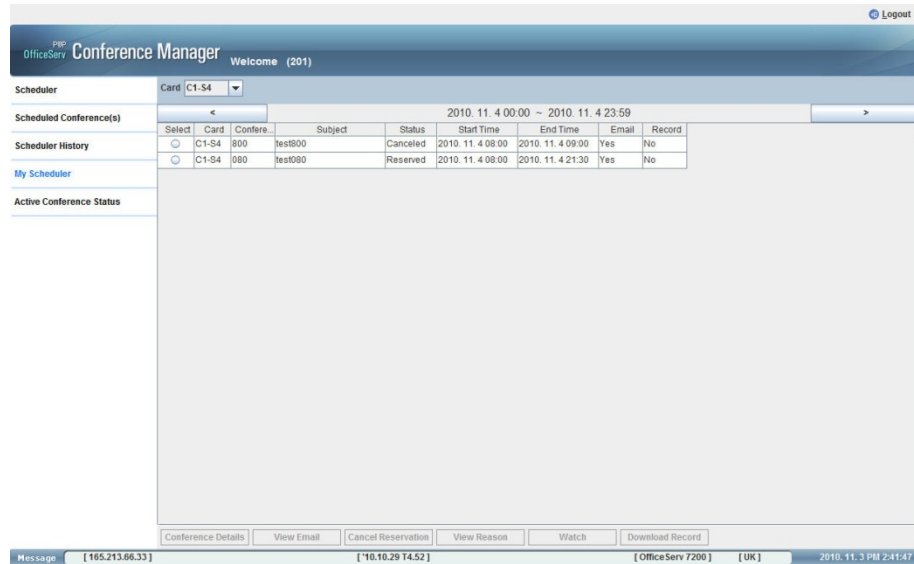 Logout
PWP
OfficeServ Conference Manager Welcome (201)
Scheduler
Scheduled Conference(s)
Scheduler History
My Scheduler
Active Conference Status
Card C1-S4
< 2010. 11. 4 00:00 ~ 2010. 11. 4 23:59 >
Select Card Confere... Subject Status Start Time End Time Email Record
C1-S4 800 test800 Canceled 2010. 11. 4 08:00 2010. 11. 4 09:00 Yes No
C1-S4 080 test080 Reserved 2010. 11. 4 08:00 2010. 11. 4 21:30 Yes No
Conference Details View Email Cancel Reservation View Reason Watch Download Record
Message [ 165.213.66.33 ] [ '10.10.29 T4.52 ] [ OfficeServ 7200 ] [ UK ] 2010. 11. 3 PM 2:41:47